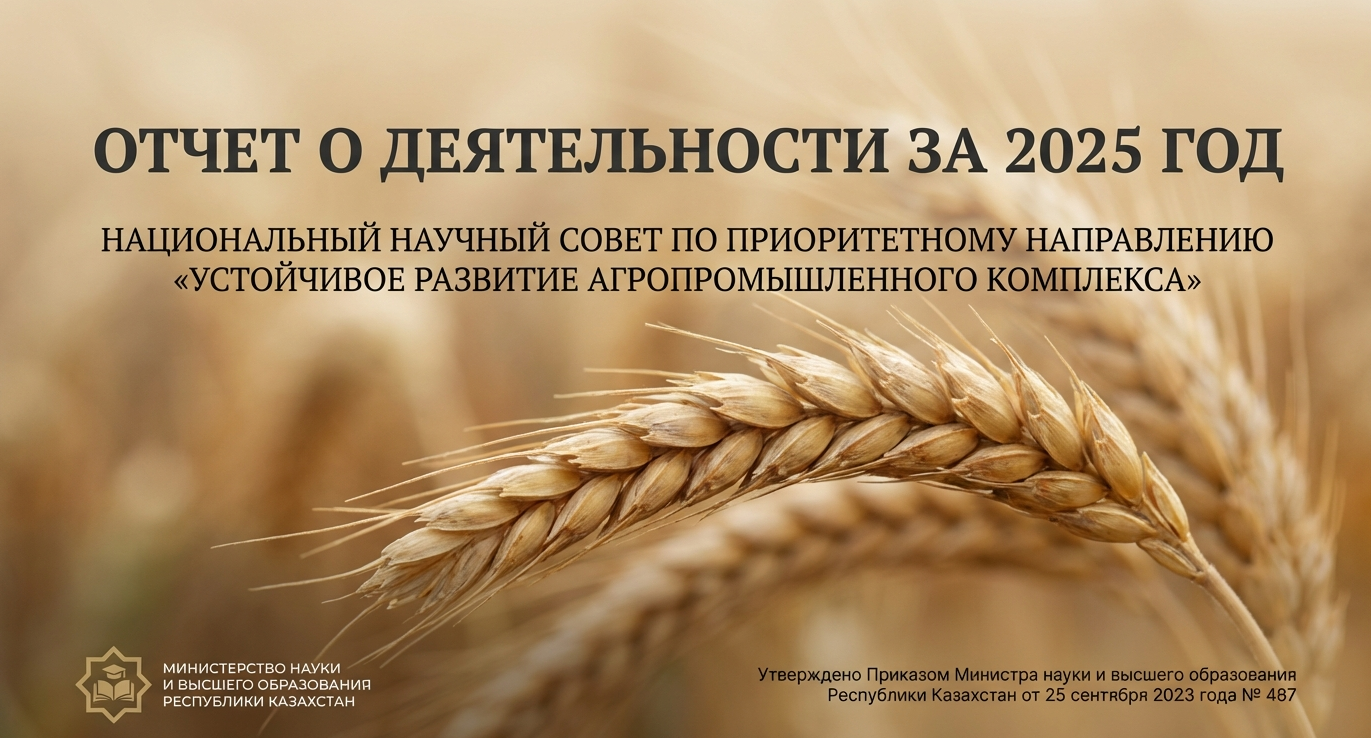 ОТЧЕТ О ДЕЯТЕЛЬНОСТИ ЗА 2025 ГОД
НАЦИОНАЛЬНЫЙ НАУЧНЫЙ СОВЕТ ПО ПРИОРИТЕТНОМУ НАПРАВЛЕНИЮ
«УСТОЙЧИВОЕ РАЗВИТИЕ АГРОПРОМЫШЛЕННОГО КОМПЛЕКСА»
МИНИСТЕРСТВО НАУКИ
И ВЫСШЕГО ОБРАЗОВАНИЯ
РЕСПУБЛИКИ КАЗАХСТАН
Утверждено Приказом Министра науки и высшего образования
Республики Казахстан от 25 сентября 2023 года № 487